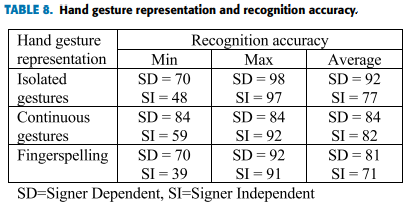 TABLE 8. Hand gesture representation and recognition accuracy.
Hand gesture Recognition accuracy
representation Min Max Average
Isolated SD = 70 SD = 98 SD = 92
gestures SI = 48 SI = 97 SI = 77
Continuous SD = 84 SD = 84 SD = 84
gestures SI = 59 SI = 92 SI = 82
Fingerspelling SD = 70 SD = 92 SD = 81
SI = 39 SI = 91 SI = 71
SD=Signer Dependent, SI=Signer Independent